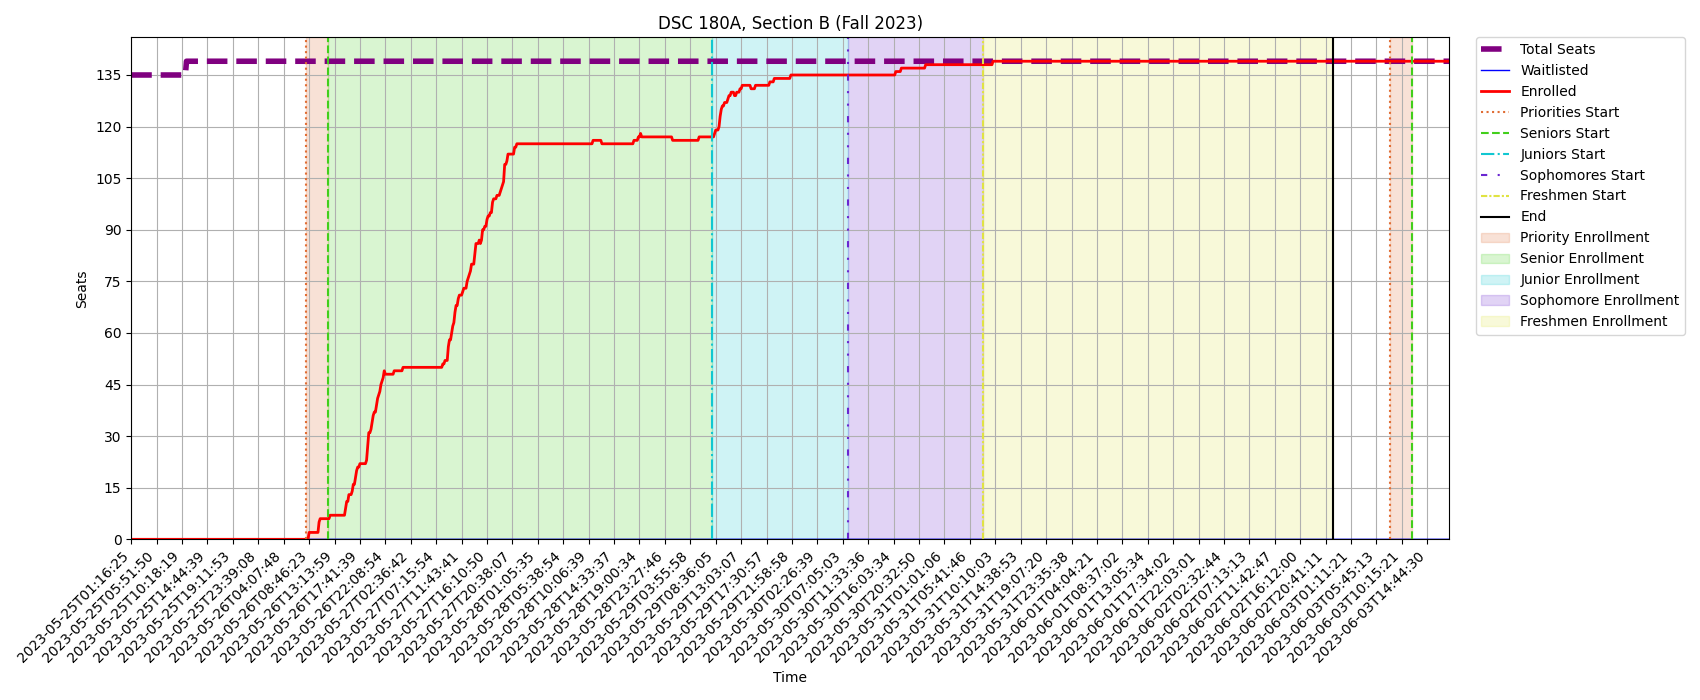 DSC 180A, Section B (Fall 2023)
Seats
135
120
105
90
75
60
45
30
15
0
2023-05-25T01:16:25
2023-05-25T05:51:50
2023-05-25T10:18:19
2023-05-25T14:44:39
2023-05-25T19:11:53
2023-05-25T23:39:08
2023-05-26T04:07:48
2023-05-26T08:46:23
2023-05-26T13:13:59
2023-05-26T17:41:39
2023-05-26T22:08:54
2023-05-27T02:36:42
2023-05-27T07:15:54
2023-05-27T11:43:41
2023-05-27T16:10:50
2023-05-27T20:38:07
2023-05-28T01:05:35
2023-05-28T05:38:54
2023-05-28T10:06:39
2023-05-28T14:33:37
2023-05-28T19:00:34
2023-05-28T23:27:46
2023-05-29T03:55:58
2023-05-29T08:36:05
2023-05-29T13:03:07
2023-05-29T17:30:57
2023-05-29T21:58:58
2023-05-30T02:26:39
2023-05-30T07:05:03
2023-05-30T11:33:36
2023-05-30T16:03:34
2023-05-30T20:32:50
2023-05-31T01:01:06
2023-05-31T05:41:46
2023-05-31T10:10:03
2023-05-31T14:38:53
2023-05-31T19:07:20
2023-05-31T23:35:38
2023-06-01T04:04:21
2023-06-01T08:37:02
2023-06-01T13:05:34
2023-06-01T17:34:02
2023-06-01T22:03:01
2023-06-02T02:32:44
2023-06-02T07:13:13
2023-06-02T11:42:47
2023-06-02T16:12:00
2023-06-02T20:41:11
2023-06-03T01:11:21
2023-06-03T05:45:13
2023-06-03T10:15:21
2023-06-03T14:44:30
Time
Total Seats
Waitlisted
Enrolled
Priorities Start
Seniors Start
Juniors Start
Sophomores Start
Freshmen Start
End
Priority Enrollment
Senior Enrollment
Junior Enrollment
Sophomore Enrollment
Freshmen Enrollment